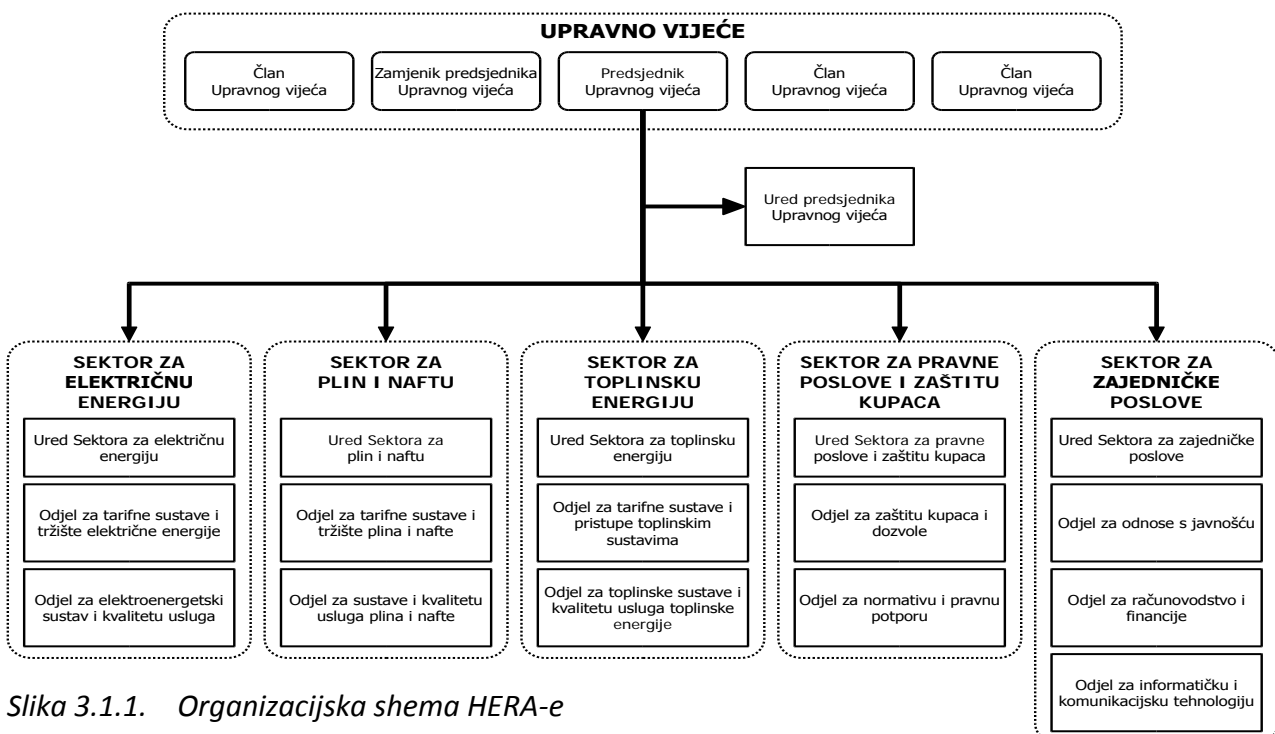 UPRAVNO VIJEĆE
Član
Upravnog vijeća
Zamjenik predsjednika
Upravnog vijeća
Predsjednik
Upravnog vijeća
Član
Upravnog vijeća
Član
Upravnog vijeća
Ured predsjednika
Upravnog vijeća
SEKTOR ZA
ELEKTRIČNU
ENERGIJU
Ured Sektora za električnu
energiju
Odjel za tarifne sustave i
tržište električne energije
Odjel za elektroenergetski
sustav i kvalitetu usluga
SEKTOR ZA
PLIN I NAFTU
Ured Sektora za
plin i naftu
Odjel za tarifne sustave i
tržište plina i nafte
Odjel za sustave i kvalitetu
usluga plina i nafte
SEKTOR ZA
TOPLINSKU
ENERGIJU
Ured Sektora za toplinsku
energiju
Odjel za tarifne sustave i
pristupe toplinskim
sustavima
Odjel za toplinske sustave i
kvalitetu usluga toplinske
energije
SEKTOR ZA PRAVNE
POSLOVE I ZAŠTITU
KUPACA
Ured Sektora za pravne
poslove i zaštitu kupaca
Odjel za zaštitu kupaca i
dozvole
Odjel za normativu i pravnu
potporu
SEKTOR ZA
ZAJEDNIČKE
POSLOVE
Ured Sektora za zajedničke
poslove
Odjel za odnose s javnošću
Odjel za računovodstvo i
financije
Odjel za informatičku i
komunikacijsku tehnologiju
Slika 3.1.1. Organizacijska shema HERA-e